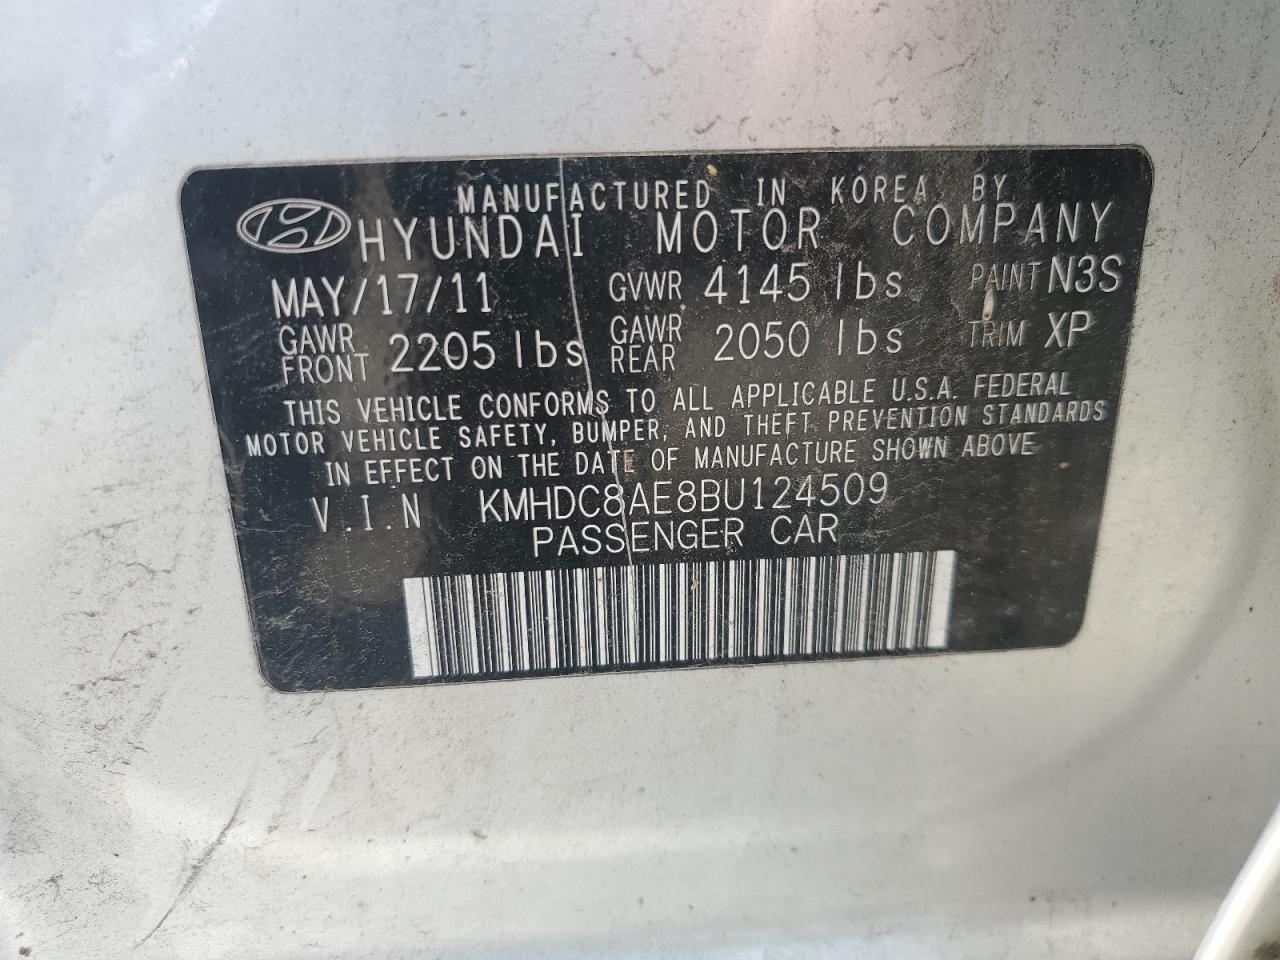 MANUFACTURED IN KOREA BY
HYUNDAI MOTOR COMPANY
MAY/17/11 GVWR 4145 lbs PAINT N3S
GAWR FRONT 2205 lbs GAWR REAR 2050 lbs TRIM XP
THIS VEHICLE CONFORMS TO ALL APPLICABLE U.S.A. FEDERAL
MOTOR VEHICLE SAFETY, BUMPER, AND THEFT PREVENTION STANDARDS
IN EFFECT ON THE DATE OF MANUFACTURE SHOWN ABOVE
V.I.N KMHDC8AE8BU124509
PASSENGER CAR